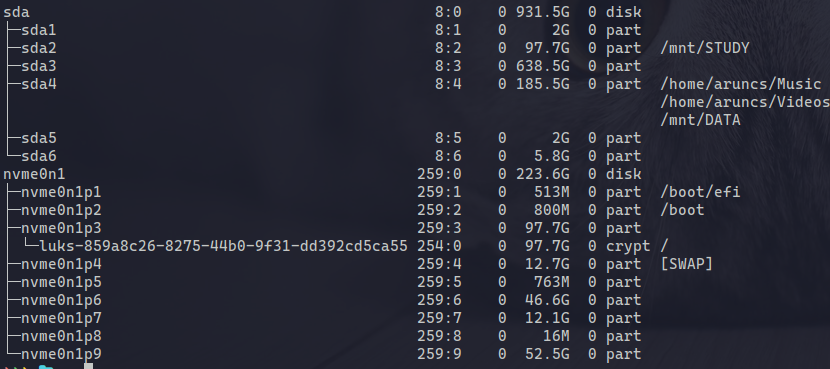 sda 8:0 0 931.5G 0 disk
├─sda1 8:1 0 2G 0 part
├─sda2 8:2 0 97.7G 0 part /mnt/STUDY
├─sda3 8:3 0 638.5G 0 part
├─sda4 8:4 0 185.5G 0 part /home/aruncs/Music
│ /home/aruncs/Videos
│ /mnt/DATA
├─sda5 8:5 0 2G 0 part
└─sda6 8:6 0 5.8G 0 part
nvme0n1 259:0 0 223.6G 0 disk
├─nvme0n1p1 259:1 0 513M 0 part /boot/efi
├─nvme0n1p2 259:2 0 800M 0 part /boot
├─nvme0n1p3 259:3 0 97.7G 0 part
│ └─luks-859a8c26-8275-44b0-9f31-dd392cd5ca55 254:0 0 97.7G 0 crypt /
├─nvme0n1p4 259:4 0 12.7G 0 part [SWAP]
├─nvme0n1p5 259:5 0 763M 0 part
├─nvme0n1p6 259:6 0 46.6G 0 part
├─nvme0n1p7 259:7 0 12.1G 0 part
├─nvme0n1p8 259:8 0 16M 0 part
└─nvme0n1p9 259:9 0 52.5G 0 part